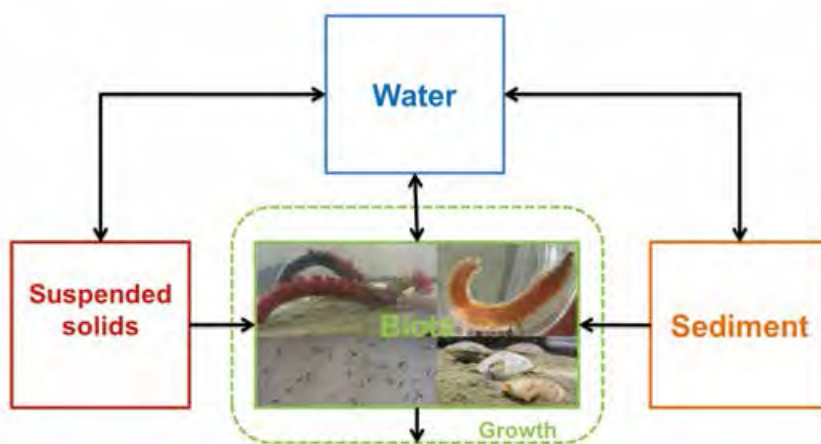 Water
Suspended
solids
Biota
Sediment
Growth